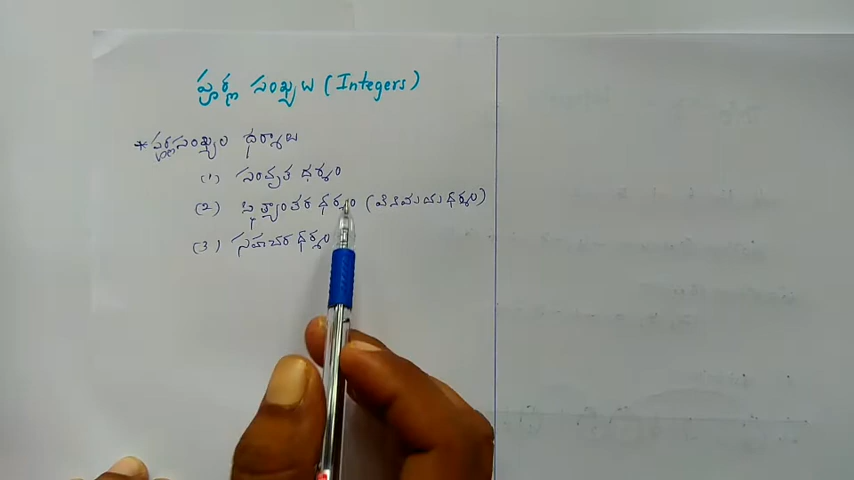 పూర్ణ సంఖ్యలు (Integers)
* పూర్ణసంఖ్యల ధర్మాలు
(1) సంవృత ధర్మం
(2) స్థిత్యంతర ధర్మం (వినిమయ ధర్మం)
(3) సహచర ధర్మం